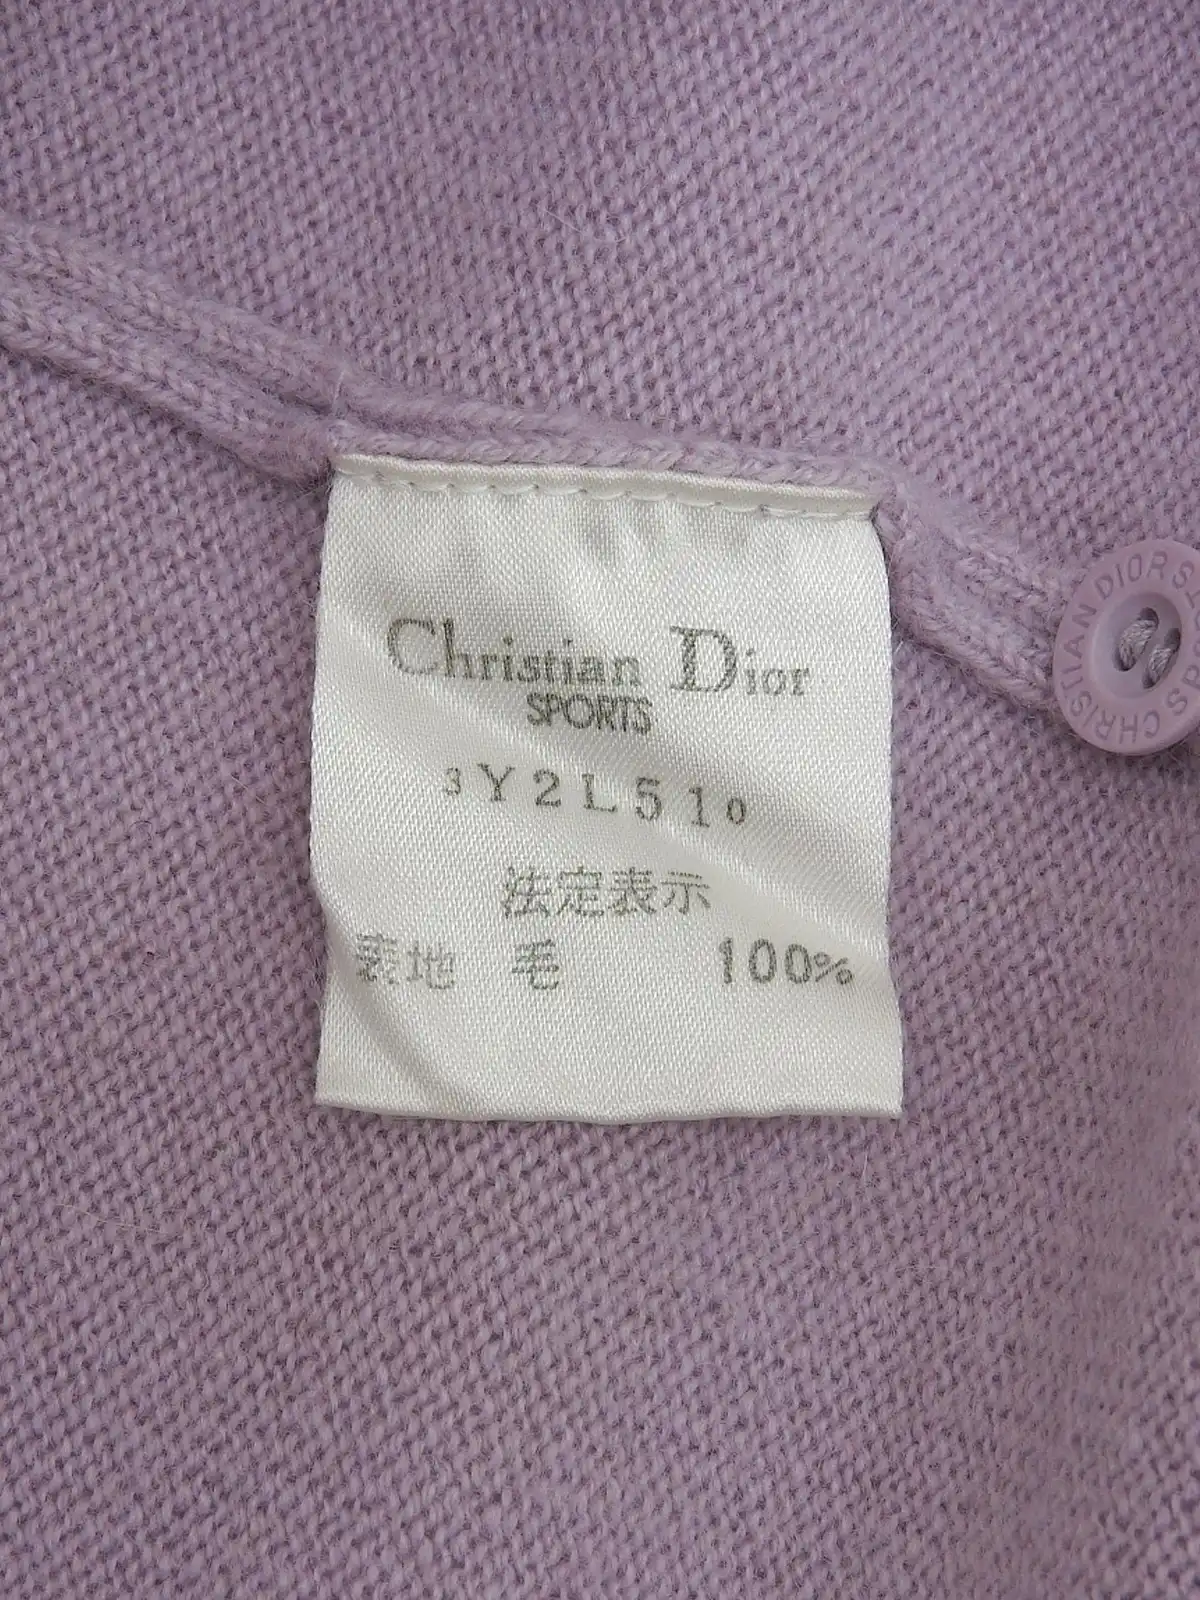 Christian Dior
SPORTS
3Y2L510
法定表示
表地 毛 100%
CHRISTIAN DIOR SPORTS